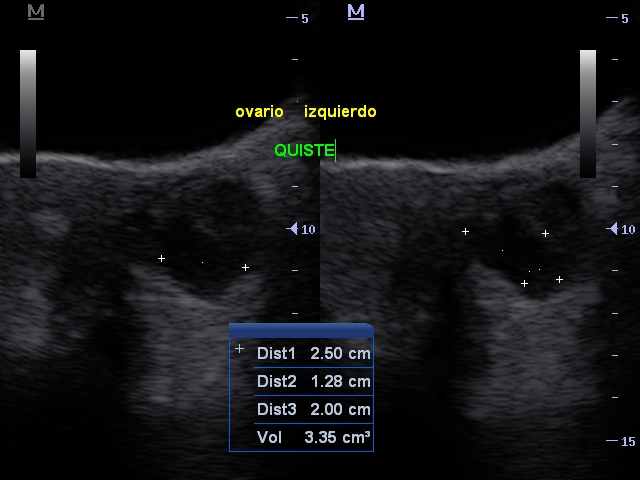 M
M
5
5
ovario izquierdo
QUISTE
10
10
Dist1 2.50 cm
Dist2 1.28 cm
Dist3 2.00 cm
Vol 3.35 cm³
15